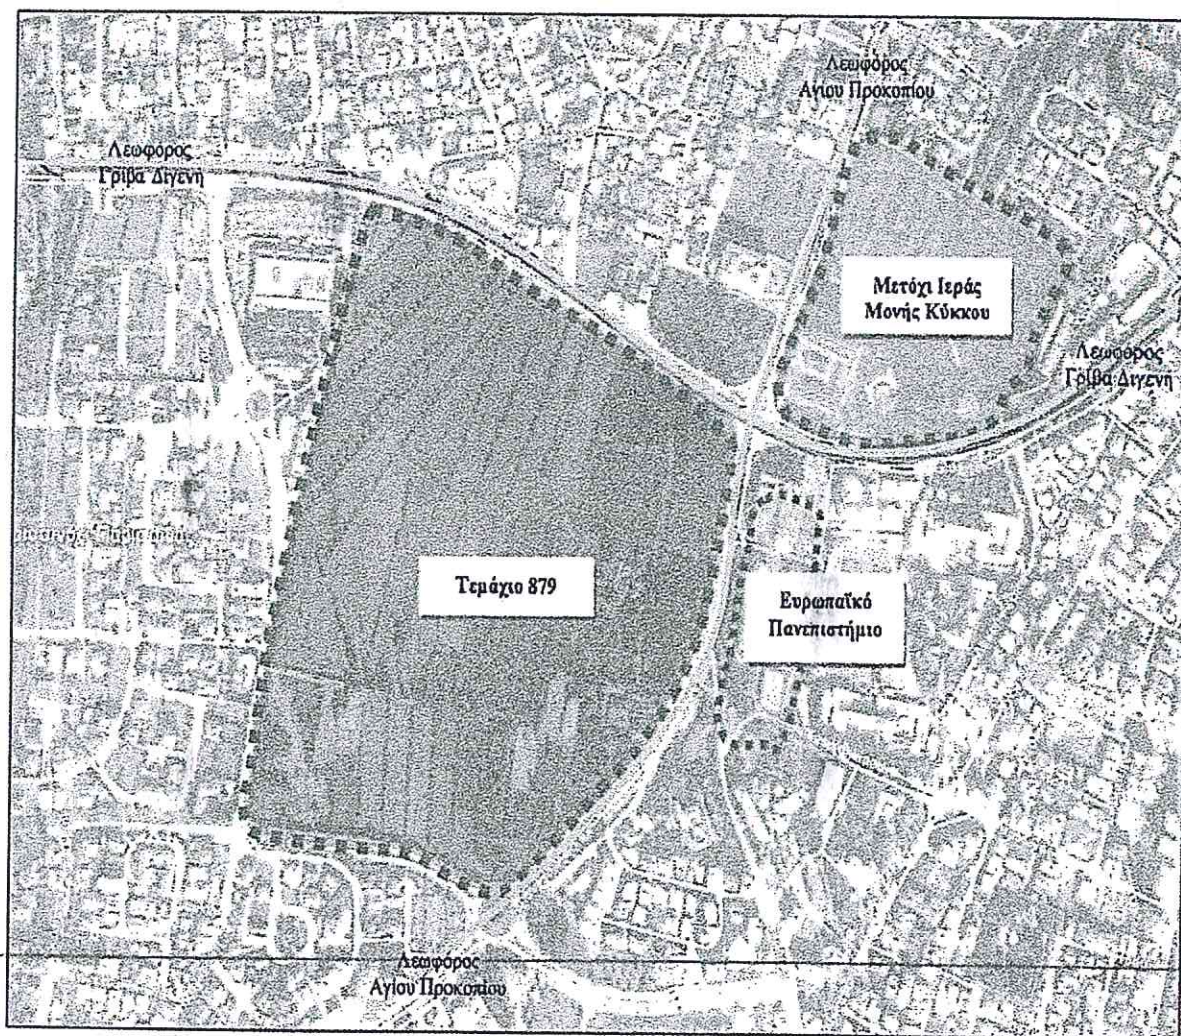 Λεωφόρος
Αγίου Προκοπίου
Λεωφόρος
Γρίβα Διγενή
Μετόχι Ιεράς
Μονής Κύκκου
Λεωφόρος
Γρίβα Διγενή
Τεμάχιο 879
Ευρωπαϊκό
Πανεπιστήμιο
Λεωφόρος
Αγίου Προκοπίου